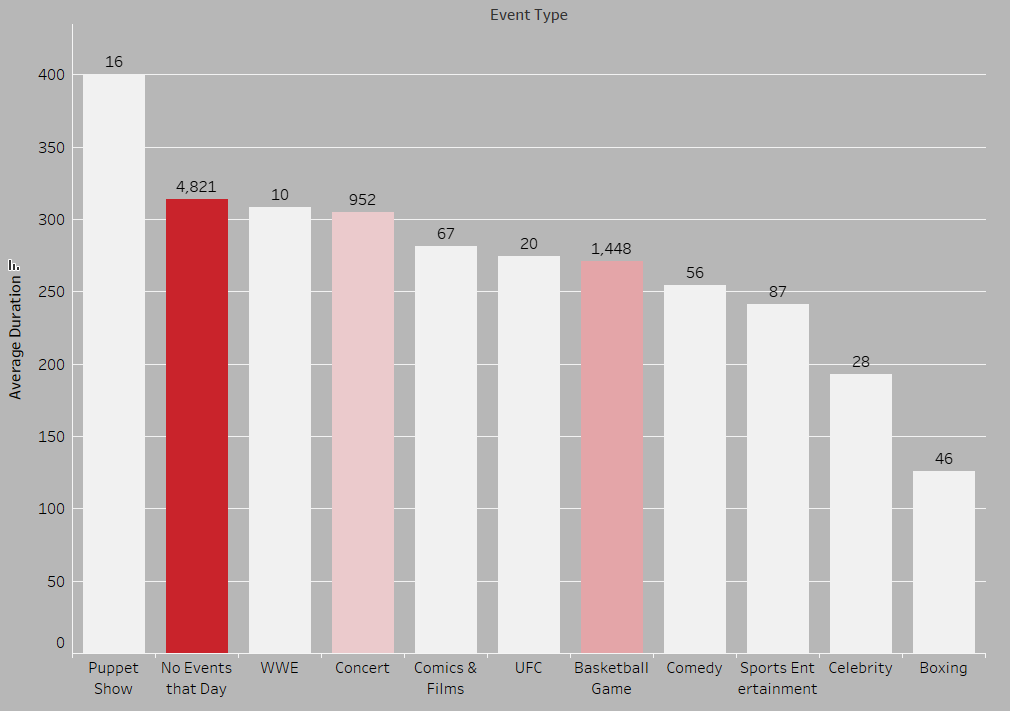 Event Type
16
400
4,821
10
952
350
67
20
1,448
300
56
87
250
28
Average Duration
200
46
150
100
50
0
Puppet
Show
No Events
that Day
WWE
Concert
Comics &
Films
UFC
Basketball
Game
Comedy
Sports Ent
ertainment
Celebrity
Boxing